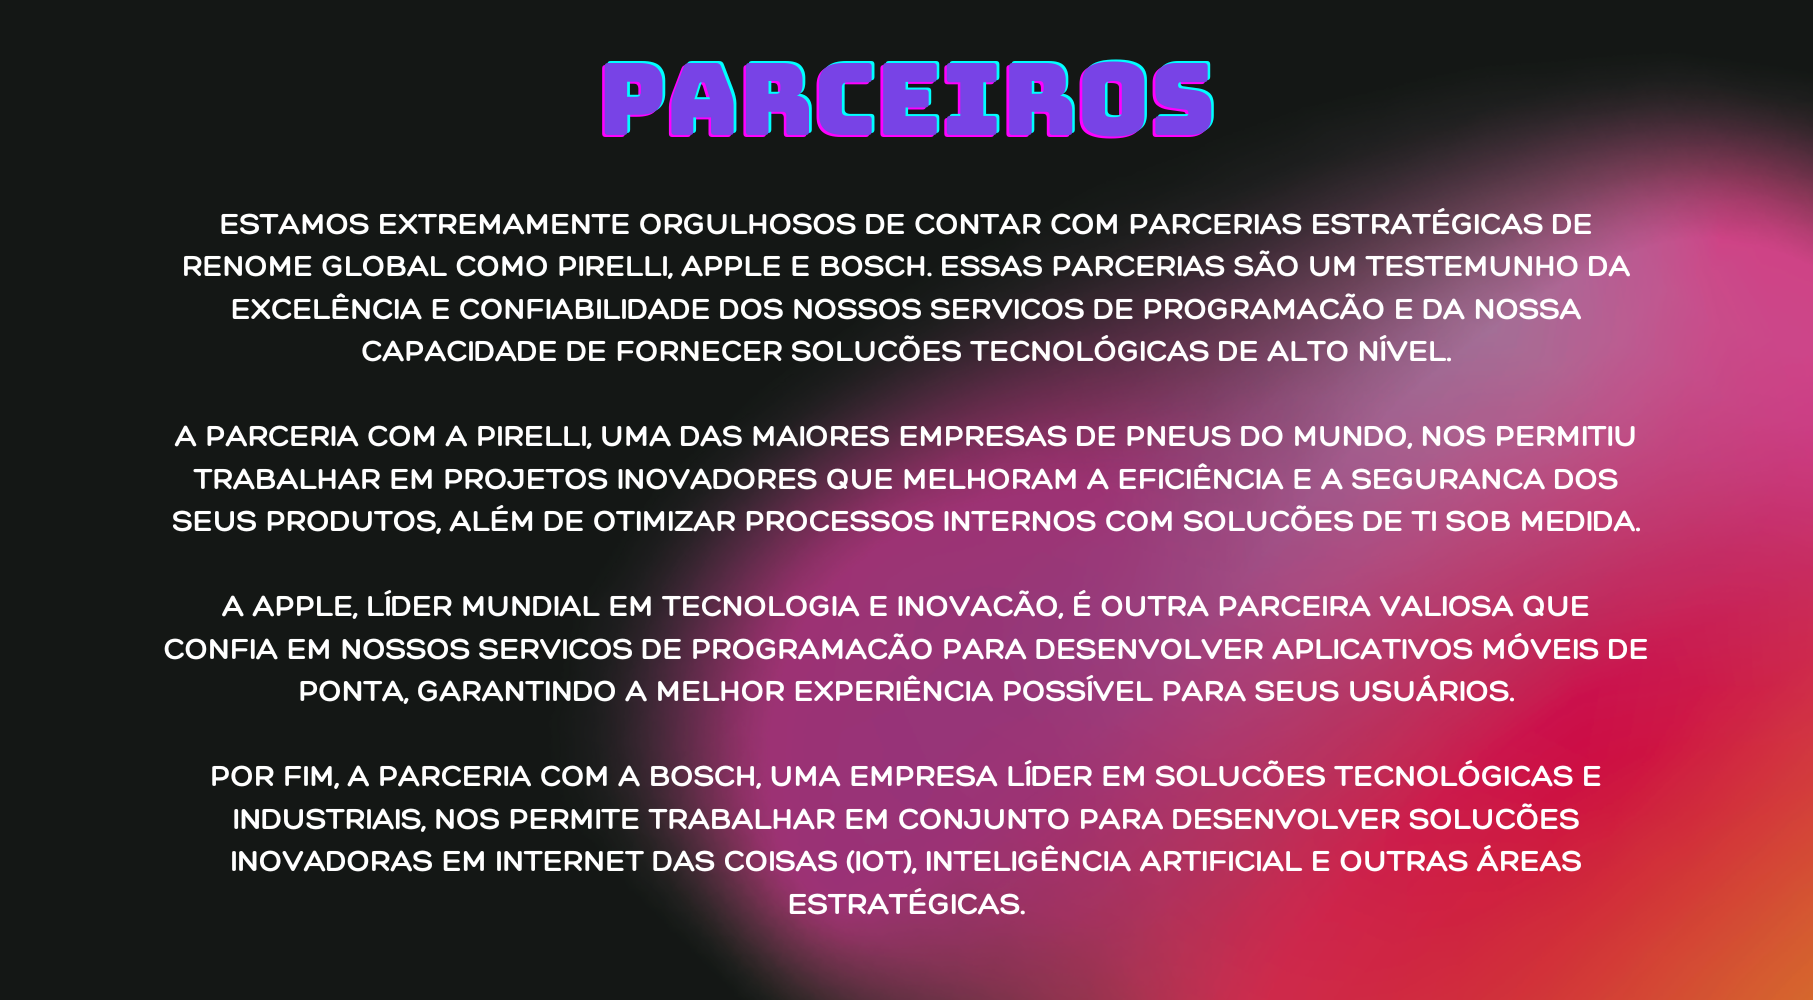 PARCEIROS
ESTAMOS EXTREMAMENTE ORGULHOSOS DE CONTAR COM PARCERIAS ESTRATÉGICAS DE
RENOME GLOBAL COMO PIRELLI, APPLE E BOSCH. ESSAS PARCERIAS SÃO UM TESTEMUNHO DA
EXCELÊNCIA E CONFIABILIDADE DOS NOSSOS SERVICOS DE PROGRAMACÃO E DA NOSSA
CAPACIDADE DE FORNECER SOLUCÕES TECNOLÓGICAS DE ALTO NÍVEL.
A PARCERIA COM A PIRELLI, UMA DAS MAIORES EMPRESAS DE PNEUS DO MUNDO, NOS PERMITIU
TRABALHAR EM PROJETOS INOVADORES QUE MELHORAM A EFICIÊNCIA E A SEGURANCA DOS
SEUS PRODUTOS, ALÉM DE OTIMIZAR PROCESSOS INTERNOS COM SOLUCÕES DE TI SOB MEDIDA.
A APPLE, LÍDER MUNDIAL EM TECNOLOGIA E INOVACÃO, É OUTRA PARCEIRA VALIOSA QUE
CONFIA EM NOSSOS SERVICOS DE PROGRAMACÃO PARA DESENVOLVER APLICATIVOS MÓVEIS DE
PONTA, GARANTINDO A MELHOR EXPERIÊNCIA POSSÍVEL PARA SEUS USUÁRIOS.
POR FIM, A PARCERIA COM A BOSCH, UMA EMPRESA LÍDER EM SOLUCÕES TECNOLÓGICAS E
INDUSTRIAIS, NOS PERMITE TRABALHAR EM CONJUNTO PARA DESENVOLVER SOLUCÕES
INOVADORAS EM INTERNET DAS COISAS (IOT), INTELIGÊNCIA ARTIFICIAL E OUTRAS ÁREAS
ESTRATÉGICAS.